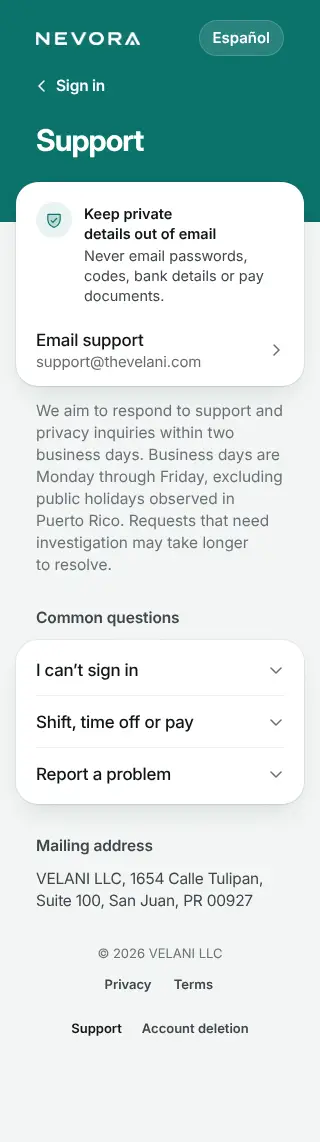 NEVORA
Español
Sign in
Support
Keep private
details out of email
Never email passwords,
codes, bank details or pay
documents.
Email support
support@thevelani.com
We aim to respond to support and
privacy inquiries within two
business days. Business days are
Monday through Friday, excluding
public holidays observed in
Puerto Rico. Requests that need
investigation may take longer
to resolve.
Common questions
I can’t sign in
Shift, time off or pay
Report a problem
Mailing address
VELANI LLC, 1654 Calle Tulipan,
Suite 100, San Juan, PR 00927
© 2026 VELANI LLC
Privacy Terms
Support Account deletion